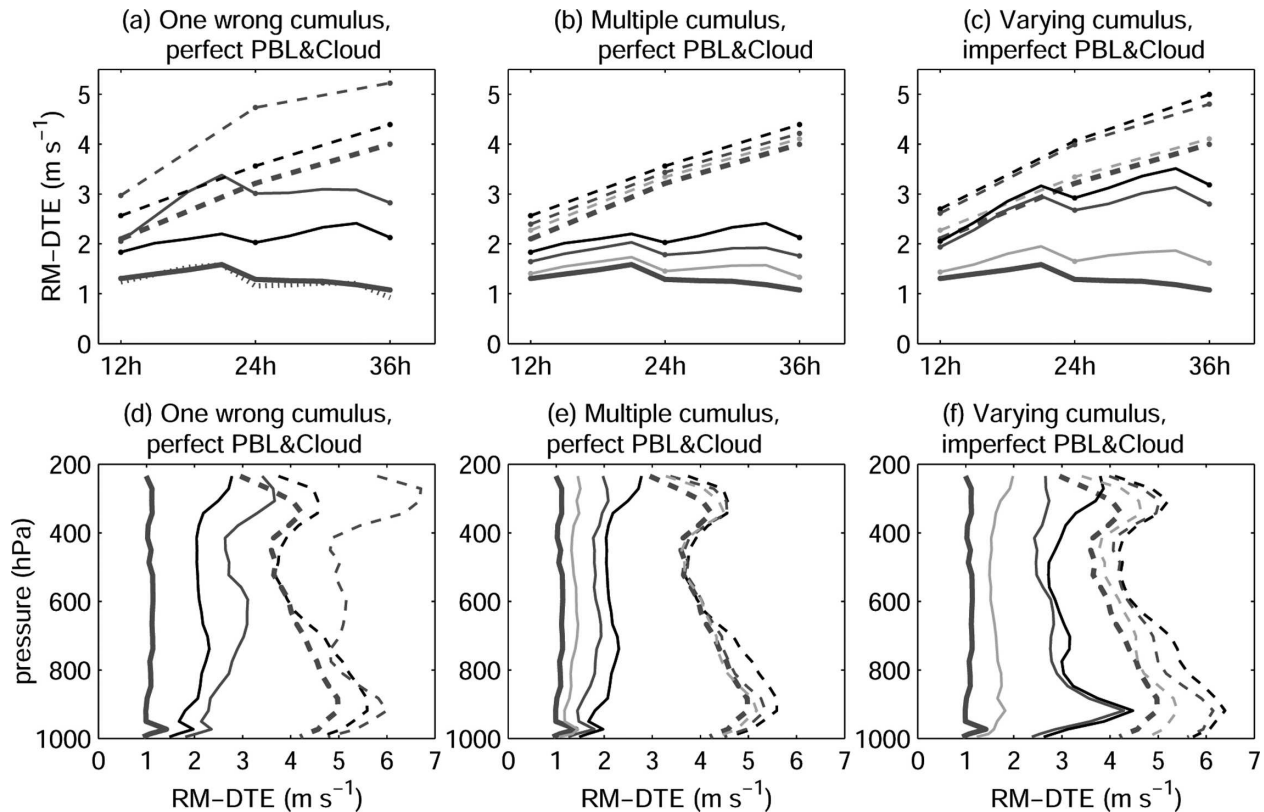 (a) One wrong cumulus,
perfect PBL&Cloud
(b) Multiple cumulus,
perfect PBL&Cloud
(c) Varying cumulus,
imperfect PBL&Cloud
RM-DTE (m s⁻¹)
5
4
3
2
1
0
12h 24h 36h
5
4
3
2
1
0
12h 24h 36h
5
4
3
2
1
0
12h 24h 36h
(d) One wrong cumulus,
perfect PBL&Cloud
(e) Multiple cumulus,
perfect PBL&Cloud
(f) Varying cumulus,
imperfect PBL&Cloud
pressure (hPa)
200
400
600
800
1000
0 1 2 3 4 5 6 7
RM-DTE (m s⁻¹)
200
400
600
800
1000
0 1 2 3 4 5 6 7
RM-DTE (m s⁻¹)
200
400
600
800
1000
0 1 2 3 4 5 6 7
RM-DTE (m s⁻¹)